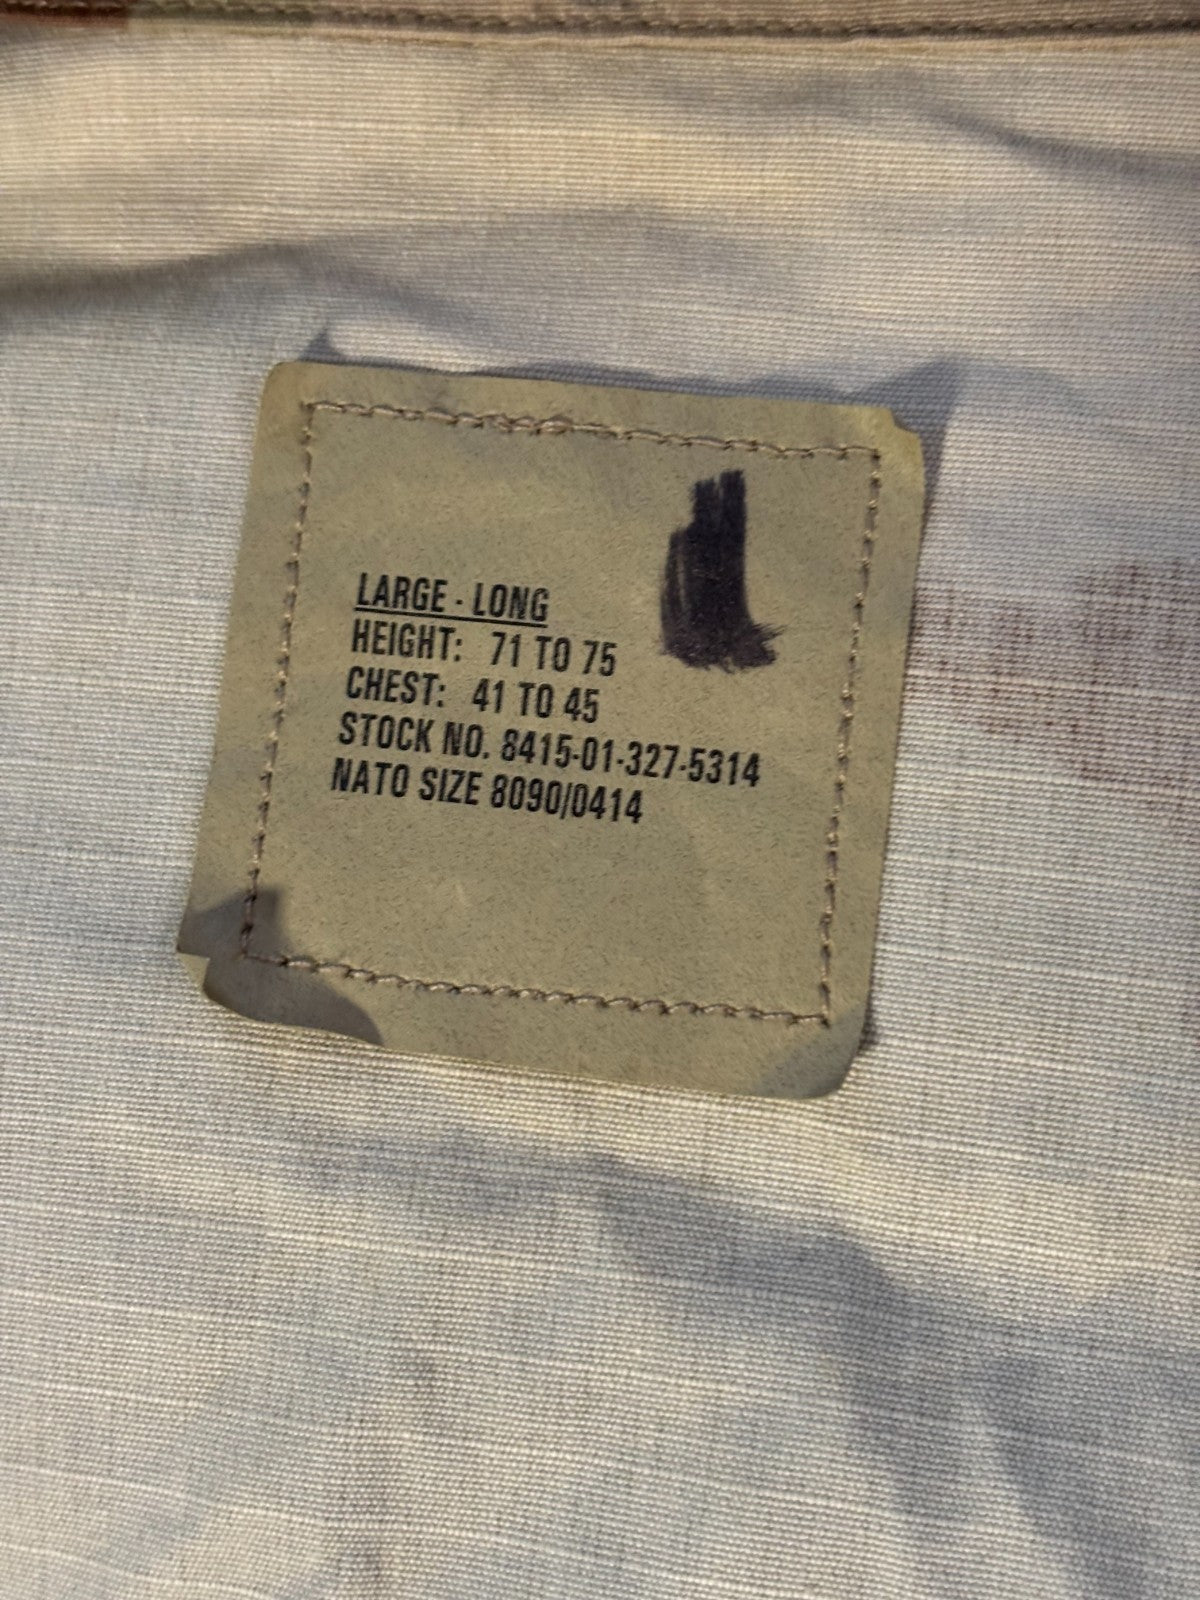 LARGE - LONG
HEIGHT: 71 TO 75
CHEST: 41 TO 45
STOCK NO. 8415-01-327-5314
NATO SIZE 8090/0414